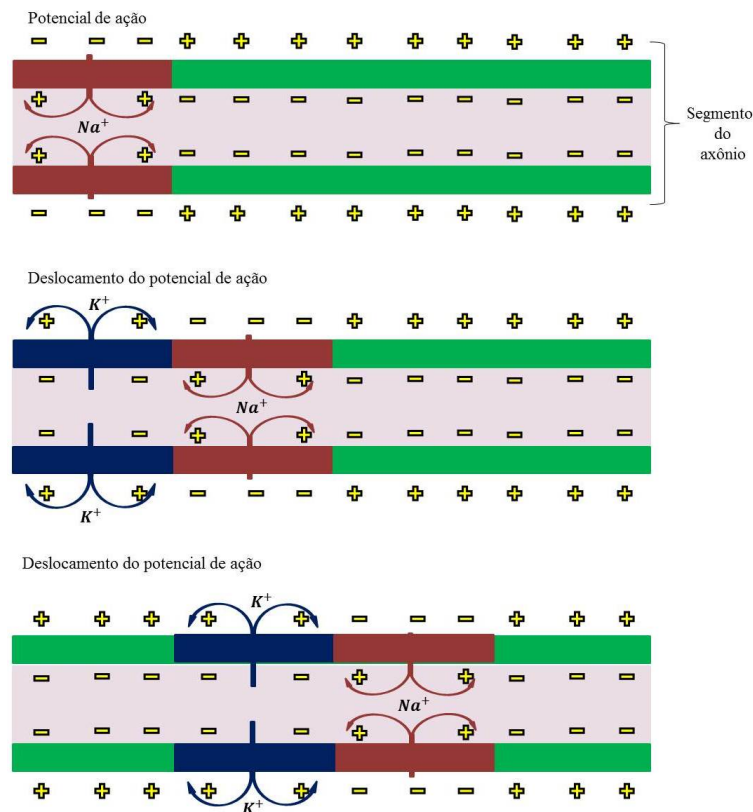 Potencial de ação
Na⁺
Segmento
do
axônio
Deslocamento do potencial de ação
K⁺
Na⁺
K⁺
Deslocamento do potencial de ação
K⁺
Na⁺
K⁺